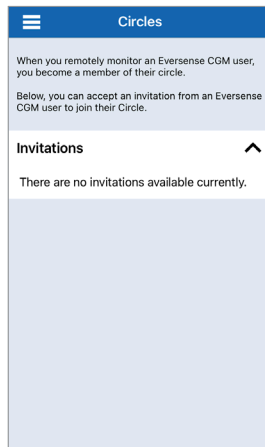 Circles
When you remotely monitor an Eversense CGM user,
you become a member of their circle.
Below, you can accept an invitation from an Eversense
CGM user to join their Circle.
Invitations
There are no invitations available currently.